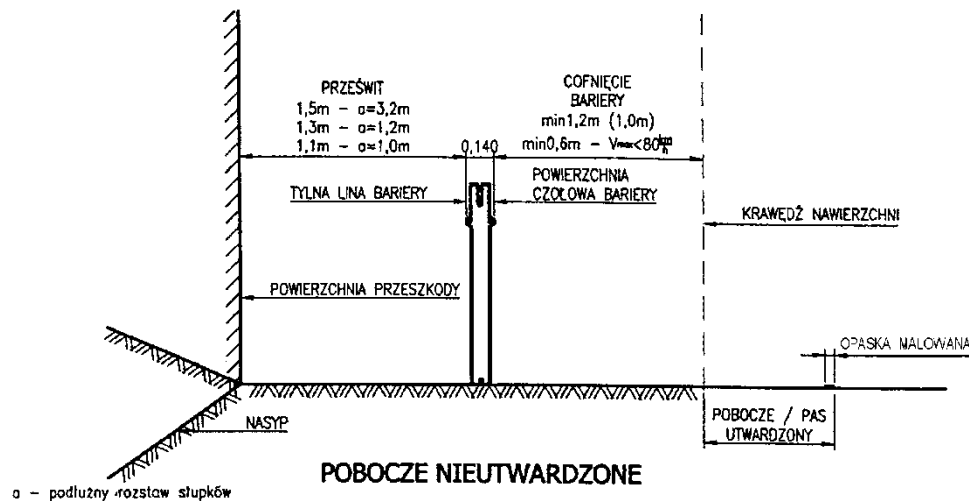 PRZEŚWIT
1,5m – a=3,2m
1,3m – a=1,2m
1,1m – a=1,0m
0,140
COFNIĘCIE
BARIERY
min1,2m (1,0m)
min0,6m – Vmax<80km/h
TYLNA LINA BARIERY
POWIERZCHNIA
CZOŁOWA BARIERY
KRAWĘDŹ NAWIERZCHNI
POWIERZCHNIA PRZESZKODY
OPASKA MALOWANA
NASYP
POBOCZE / PAS
UTWARDZONY
POBOCZE NIEUTWARDZONE
a – podłużny rozstaw słupków